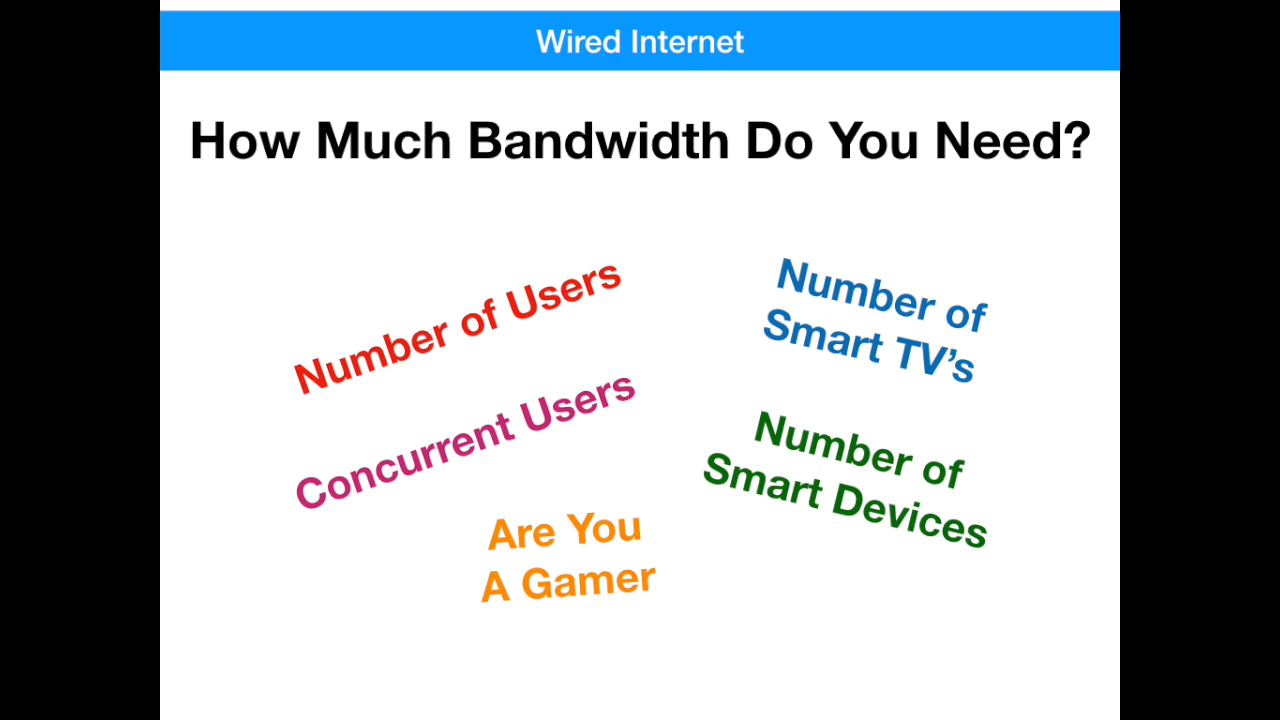 Wired Internet
How Much Bandwidth Do You Need?
Number of Users
Concurrent Users
Are You
A Gamer
Number of
Smart TV’s
Number of
Smart Devices